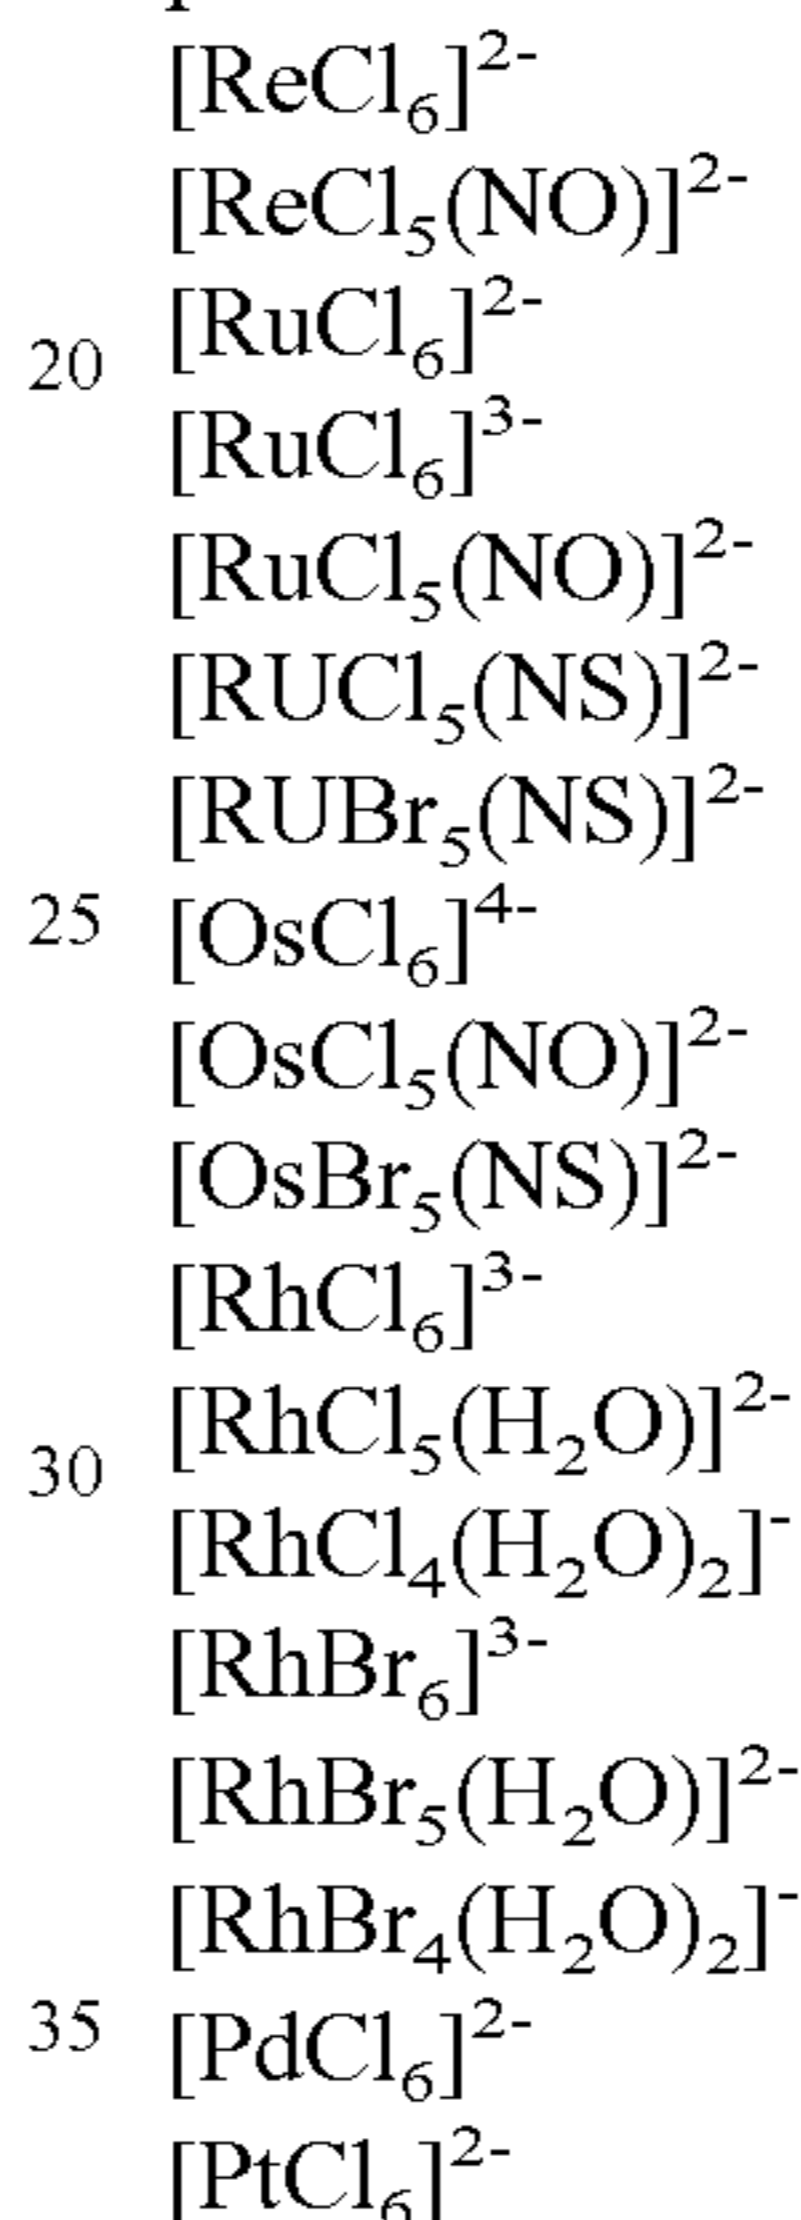 [ReCl₆]²⁻
[ReCl₅(NO)]²⁻
20 [RuCl₆]²⁻
[RuCl₆]³⁻
[RuCl₅(NO)]²⁻
[RUCl₅(NS)]²⁻
[RUBr₅(NS)]²⁻
25 [OsCl₆]⁴⁻
[OsCl₅(NO)]²⁻
[OsBr₅(NS)]²⁻
[RhCl₆]³⁻
[RhCl₅(H₂O)]²⁻
30 [RhCl₄(H₂O)₂]⁻
[RhBr₆]³⁻
[RhBr₅(H₂O)]²⁻
[RhBr₄(H₂O)₂]⁻
35 [PdCl₆]²⁻
[PtCl₆]²⁻